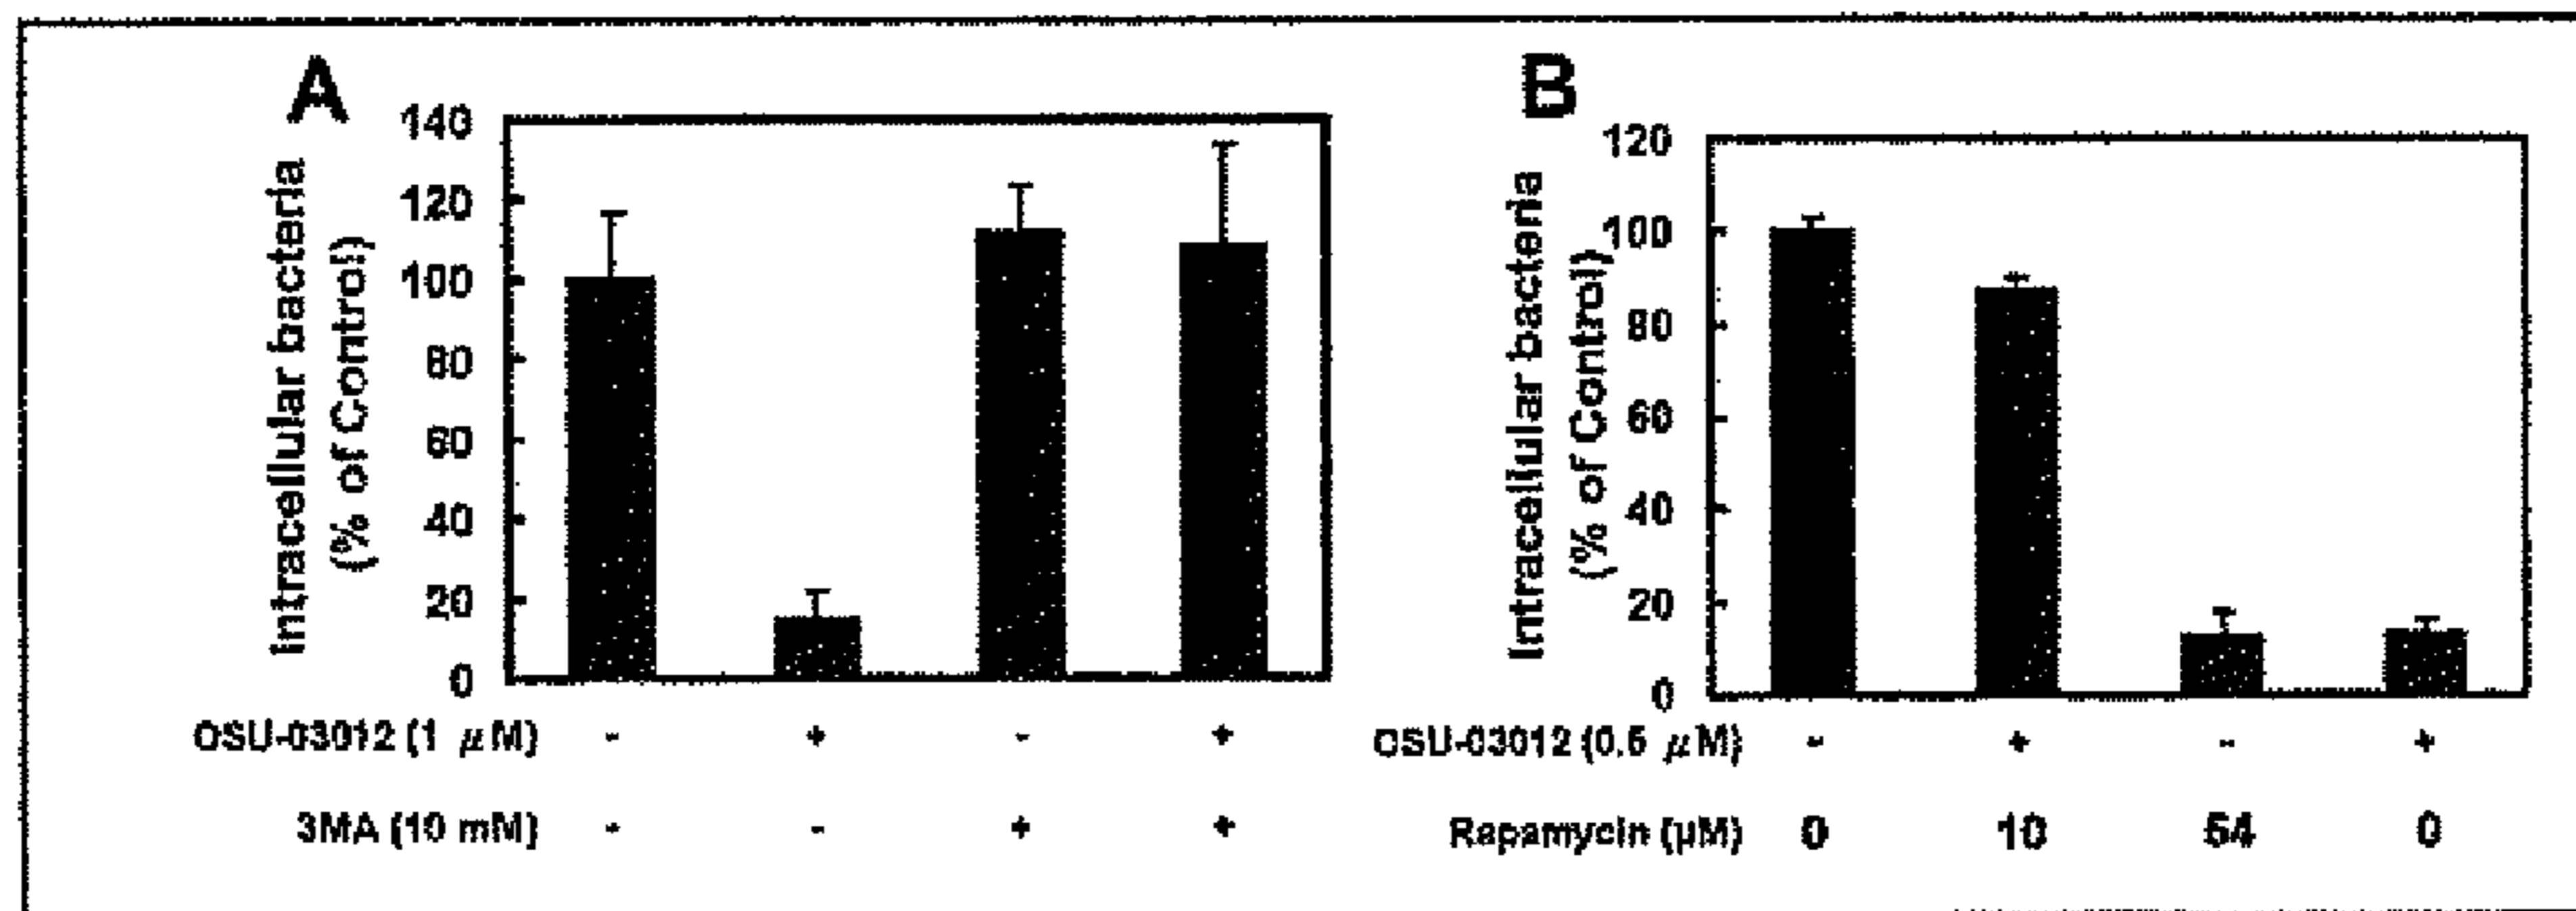 A
140
120
100
80
60
40
20
0
Intracellular bacteria
(% of Control)
OSU-03012 (1 μM) - + - +
3MA (10 mM) - - + +
B
120
100
80
60
40
20
0
Intracellular bacteria
(% of Control)
OSU-03012 (0.5 μM) - + - +
Rapamycin (μM) 0 10 54 0